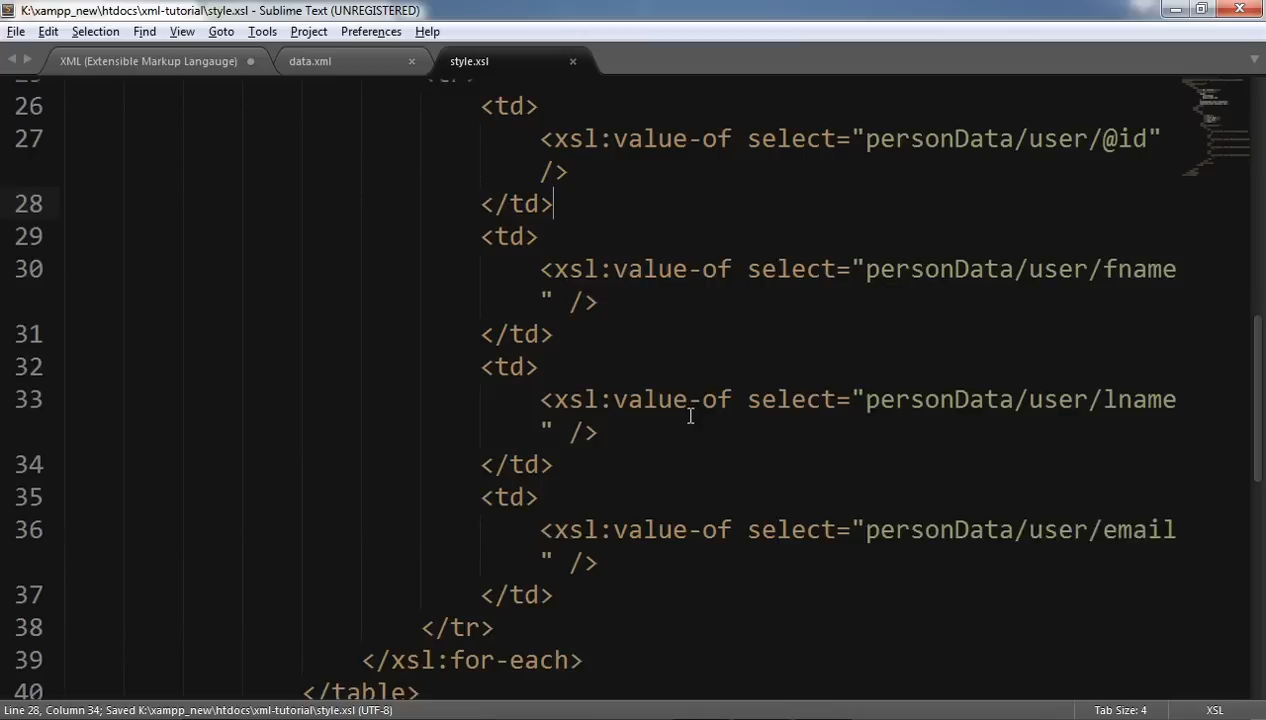 K:\xampp_new\htdocs\xml-tutorial\style.xsl - Sublime Text (UNREGISTERED)
File Edit Selection Find View Goto Tools Project Preferences Help
XML (Extensible Markup Langauge) data.xml style.xsl
26 <td>
27 <xsl:value-of select="personData/user/@id"
/>
28 </td>
29 <td>
30 <xsl:value-of select="personData/user/fname
" />
31 </td>
32 <td>
33 <xsl:value-of select="personData/user/lname
" />
34 </td>
35 <td>
36 <xsl:value-of select="personData/user/email
" />
37 </td>
38 </tr>
39 </xsl:for-each>
40 </table>
Line 28, Column 34; Saved K:\xampp_new\htdocs\xml-tutorial\style.xsl (UTF-8) Tab Size: 4 XSL